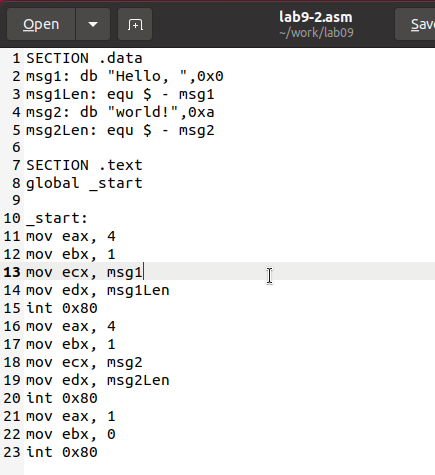 Open
lab9-2.asm
~/work/lab09
Save
1 SECTION .data
2 msg1: db "Hello, ",0x0
3 msg1Len: equ $ - msg1
4 msg2: db "world!",0xa
5 msg2Len: equ $ - msg2
6
7 SECTION .text
8 global _start
9
10 _start:
11 mov eax, 4
12 mov ebx, 1
13 mov ecx, msg1
14 mov edx, msg1Len
15 int 0x80
16 mov eax, 4
17 mov ebx, 1
18 mov ecx, msg2
19 mov edx, msg2Len
20 int 0x80
21 mov eax, 1
22 mov ebx, 0
23 int 0x80